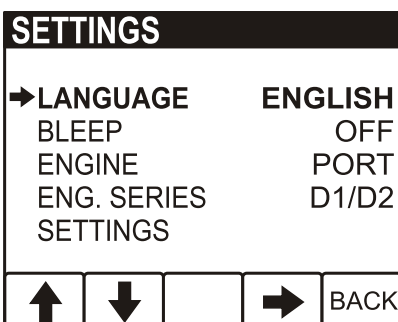 SETTINGS
LANGUAGE ENGLISH
BLEEP OFF
ENGINE PORT
ENG. SERIES D1/D2
SETTINGS
BACK